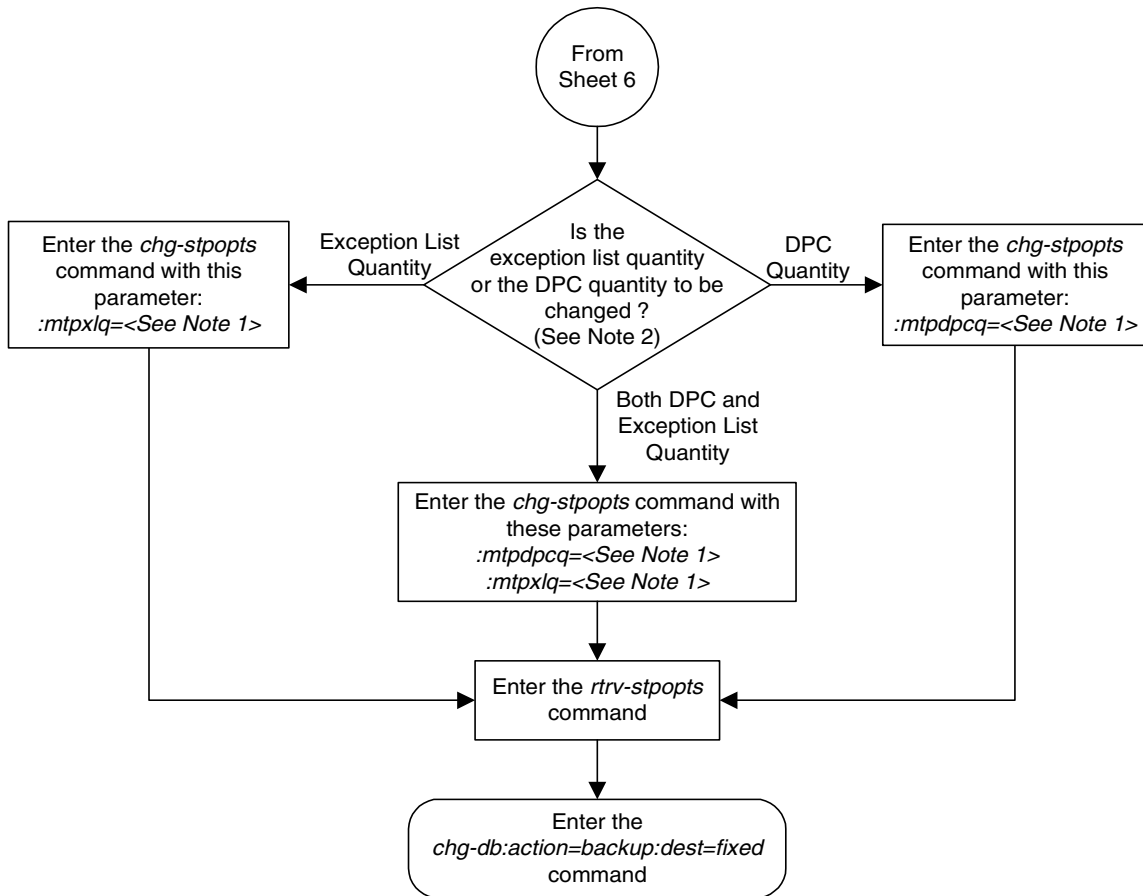 From
Sheet 6
Is the
exception list quantity
or the DPC quantity to be
changed ?
(See Note 2)
Exception List
Quantity
DPC
Quantity
Enter the chg-stpopts
command with this
parameter:
:mtpxlq=<See Note 1>
Enter the chg-stpopts
command with this
parameter:
:mtpdpcq=<See Note 1>
Both DPC and
Exception List
Quantity
Enter the chg-stpopts command with
these parameters:
:mtpdpcq=<See Note 1>
:mtpxlq=<See Note 1>
Enter the rtrv-stpopts
command
Enter the
chg-db:action=backup:dest=fixed
command